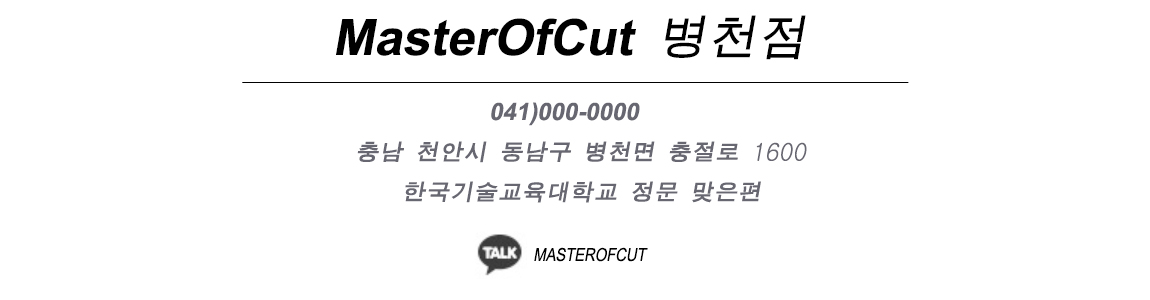 MasterOfCut 병천점
041)000-0000
충남 천안시 동남구 병천면 충절로 1600
한국기술교육대학교 정문 맞은편
TALK MASTEROFCUT